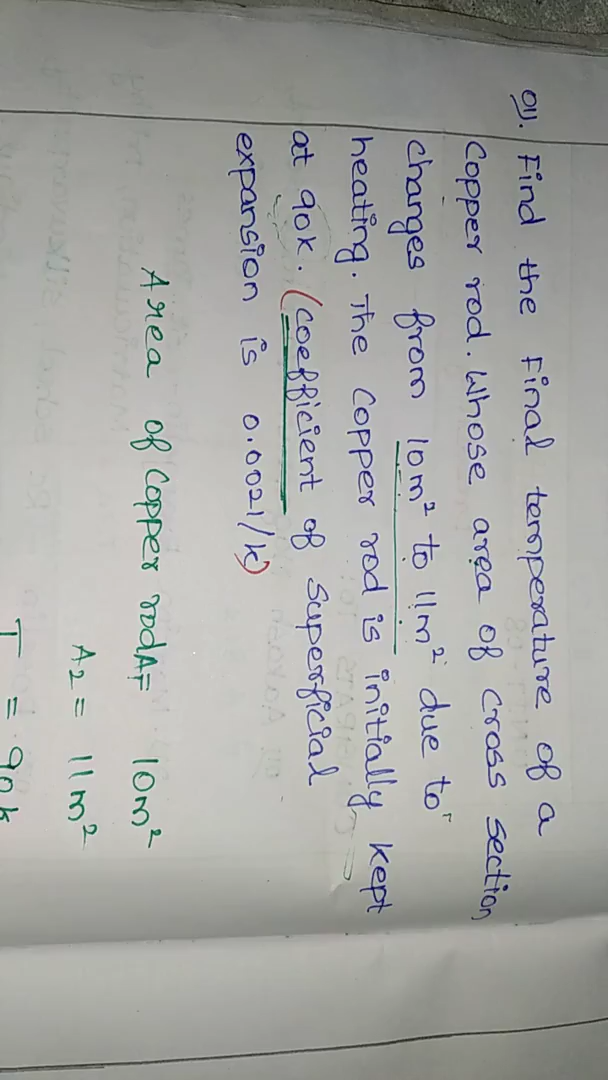 Q1). Find the Final temperature of a
Copper rod. Whose area of cross section
changes from 10m² to 11m² due to
heating. The Copper rod is initially kept
at 90K. (Coefficient of Superficial
expansion is 0.0021/K)
Area of Copper rod A₁= 10m²
A₂ = 11m²
T = 90K